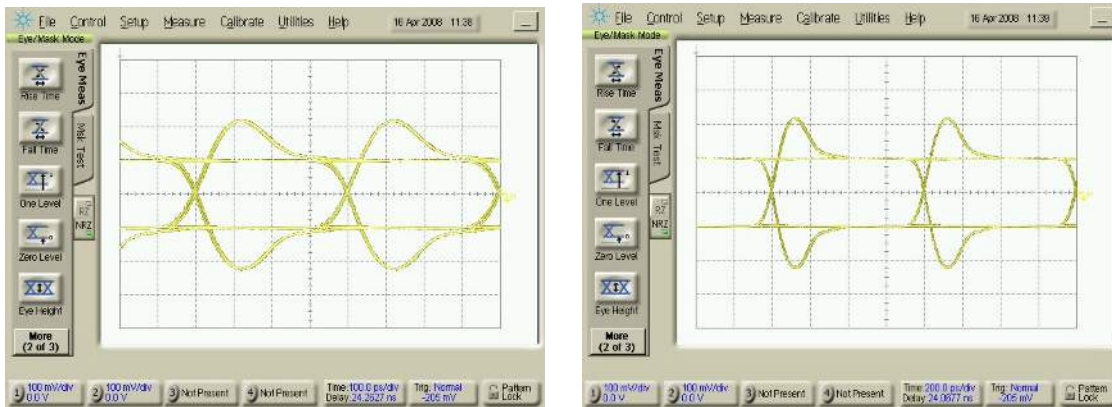 File Control Setup Measure Calibrate Utilities Help 16 Apr 2008 11:36
Eye/Mask Mode
Eye Meas
Mask Test
Rise Time
Fall Time
One Level
RZ
NRZ
Zero Level
Eye Height
More
(2 of 3)
1 100 mV/div
0.0 V
2 100 mV/div
0.0 V
3 Not Present
4 Not Present
Time:100.0 ps/div
Delay:24.2627 ns
Trig: Normal
-205 mV
Pattern
Lock
File Control Setup Measure Calibrate Utilities Help 16 Apr 2008 11:38
Eye/Mask Mode
Eye Meas
Mask Test
Rise Time
Fall Time
One Level
RZ
NRZ
Zero Level
Eye Height
More
(2 of 3)
1 100 mV/div
0.0 V
2 100 mV/div
0.0 V
3 Not Present
4 Not Present
Time:200.0 ps/div
Delay:24.0677 ns
Trig: Normal
-205 mV
Pattern
Lock